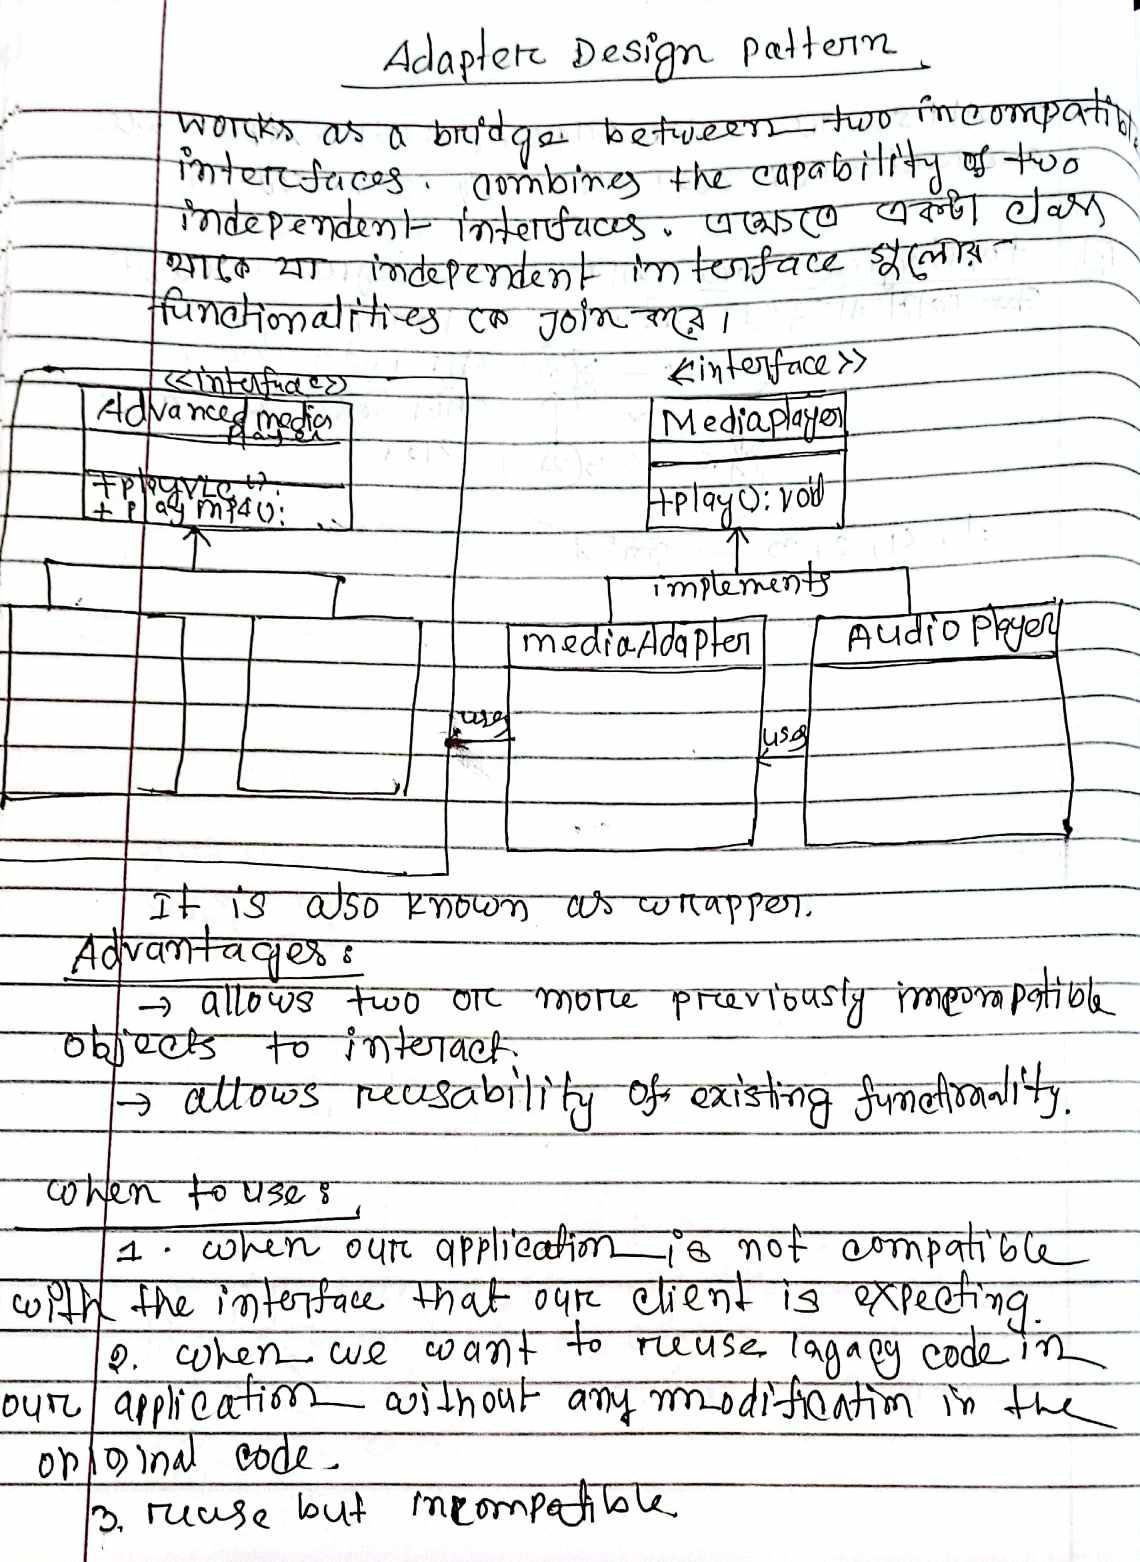 Adapter Design Pattern
works as a bridge between two incompatible
interfaces. combines the capability of two
independent interfaces. এক্ষেত্রে একটা class
থাকে যা independent interface গুলোর
functionalities কে join করে।
<<interface>>
<<interface>>
Advanced media
player
Mediaplayer
+playVLC():
+ play mp4():
+play(): void
implements
mediaAdapter
Audio player
uses
uses
It is also known as wrapper.
Advantages:
→ allows two or more previously incompatible
objects to interact.
→ allows reusability of existing functionality.
when to use:
1. when our application is not compatible
with the interface that our client is expecting.
2. when we want to reuse lagacy code in
our application without any modification in the
original code.
3. reuse but incompatible